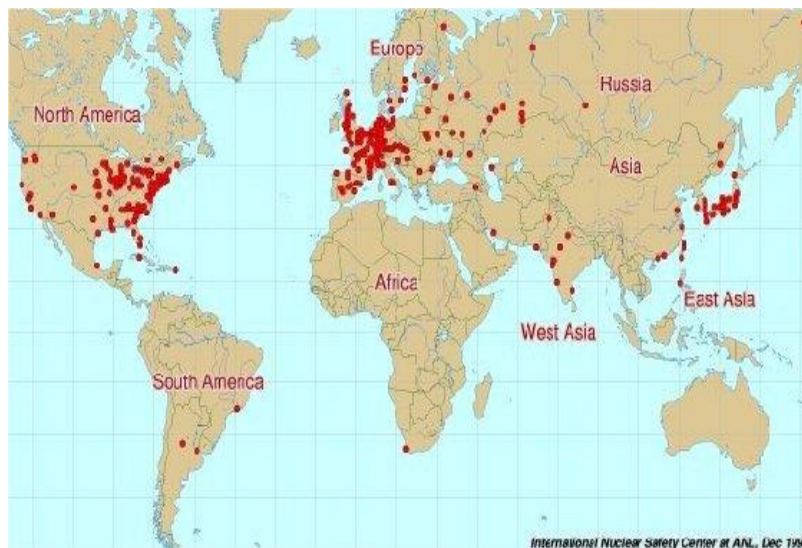 Europe
Russia
North America
Asia
Africa
East Asia
West Asia
South America
International Nuclear Safety Center at ANL, Dec 199